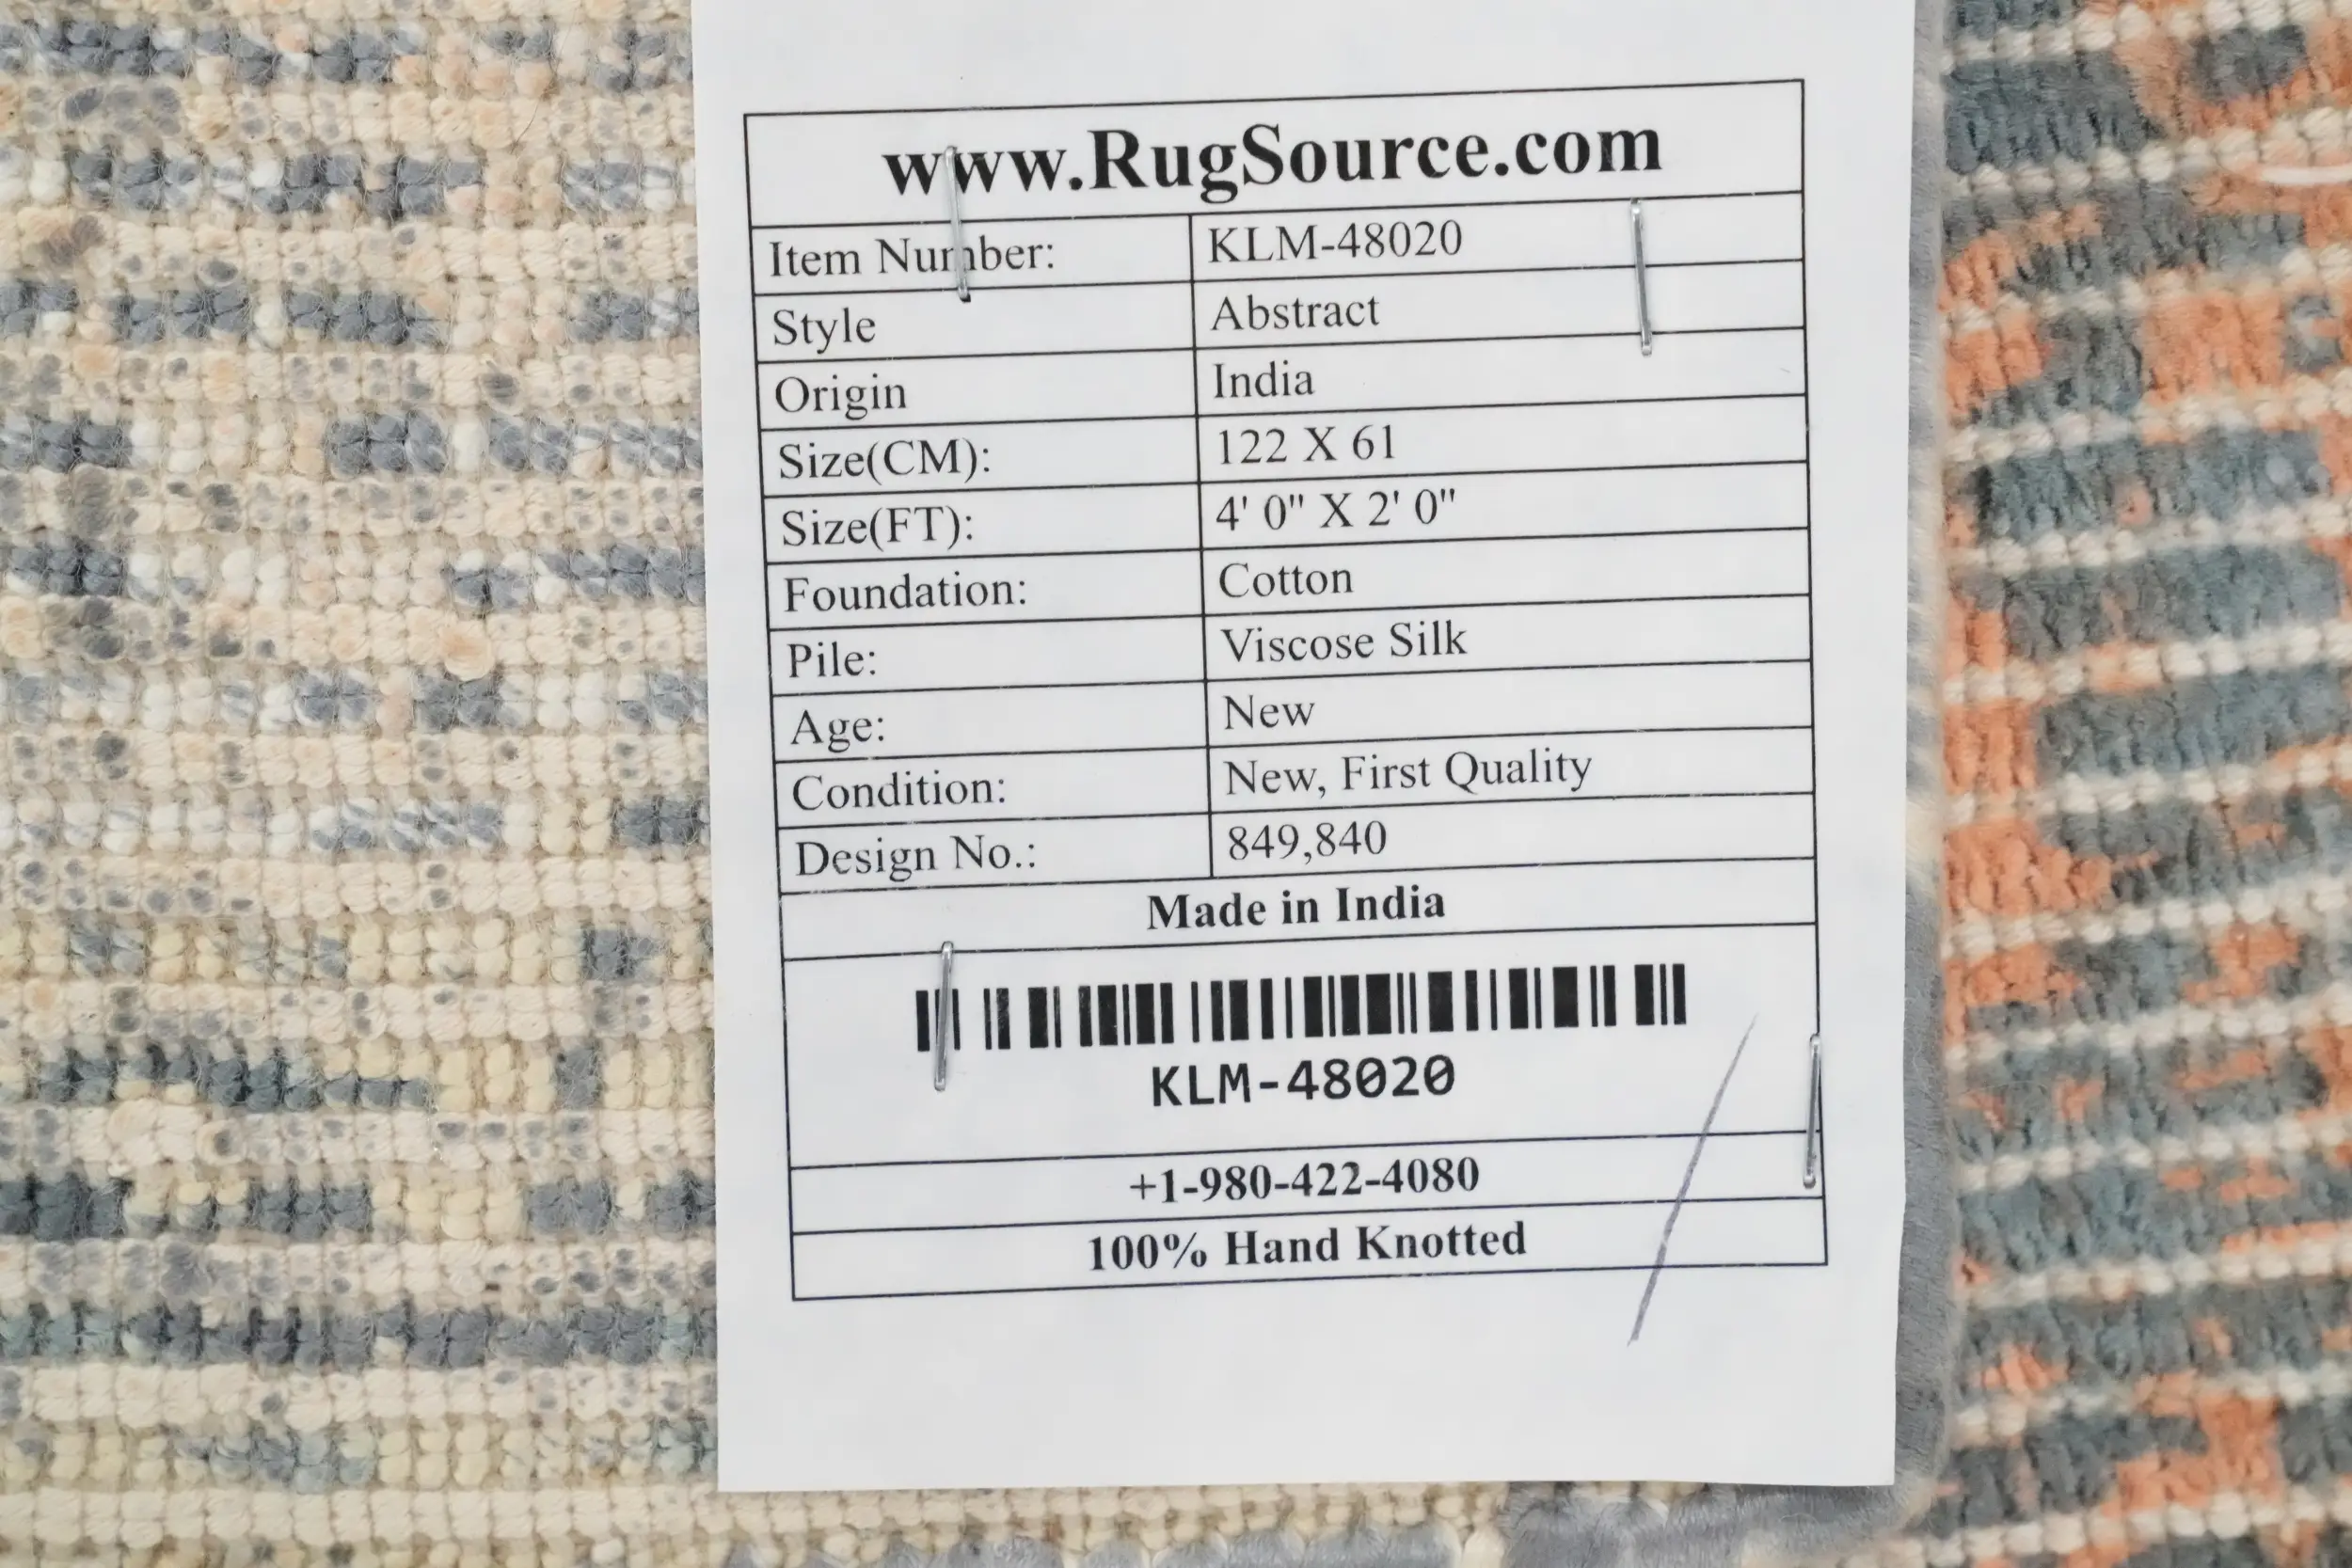 www.RugSource.com
Item Number: KLM-48020
Style Abstract
Origin India
Size(CM): 122 X 61
Size(FT): 4' 0" X 2' 0"
Foundation: Cotton
Pile: Viscose Silk
Age: New
Condition: New, First Quality
Design No.: 849,840
Made in India
KLM-48020
+1-980-422-4080
100% Hand Knotted